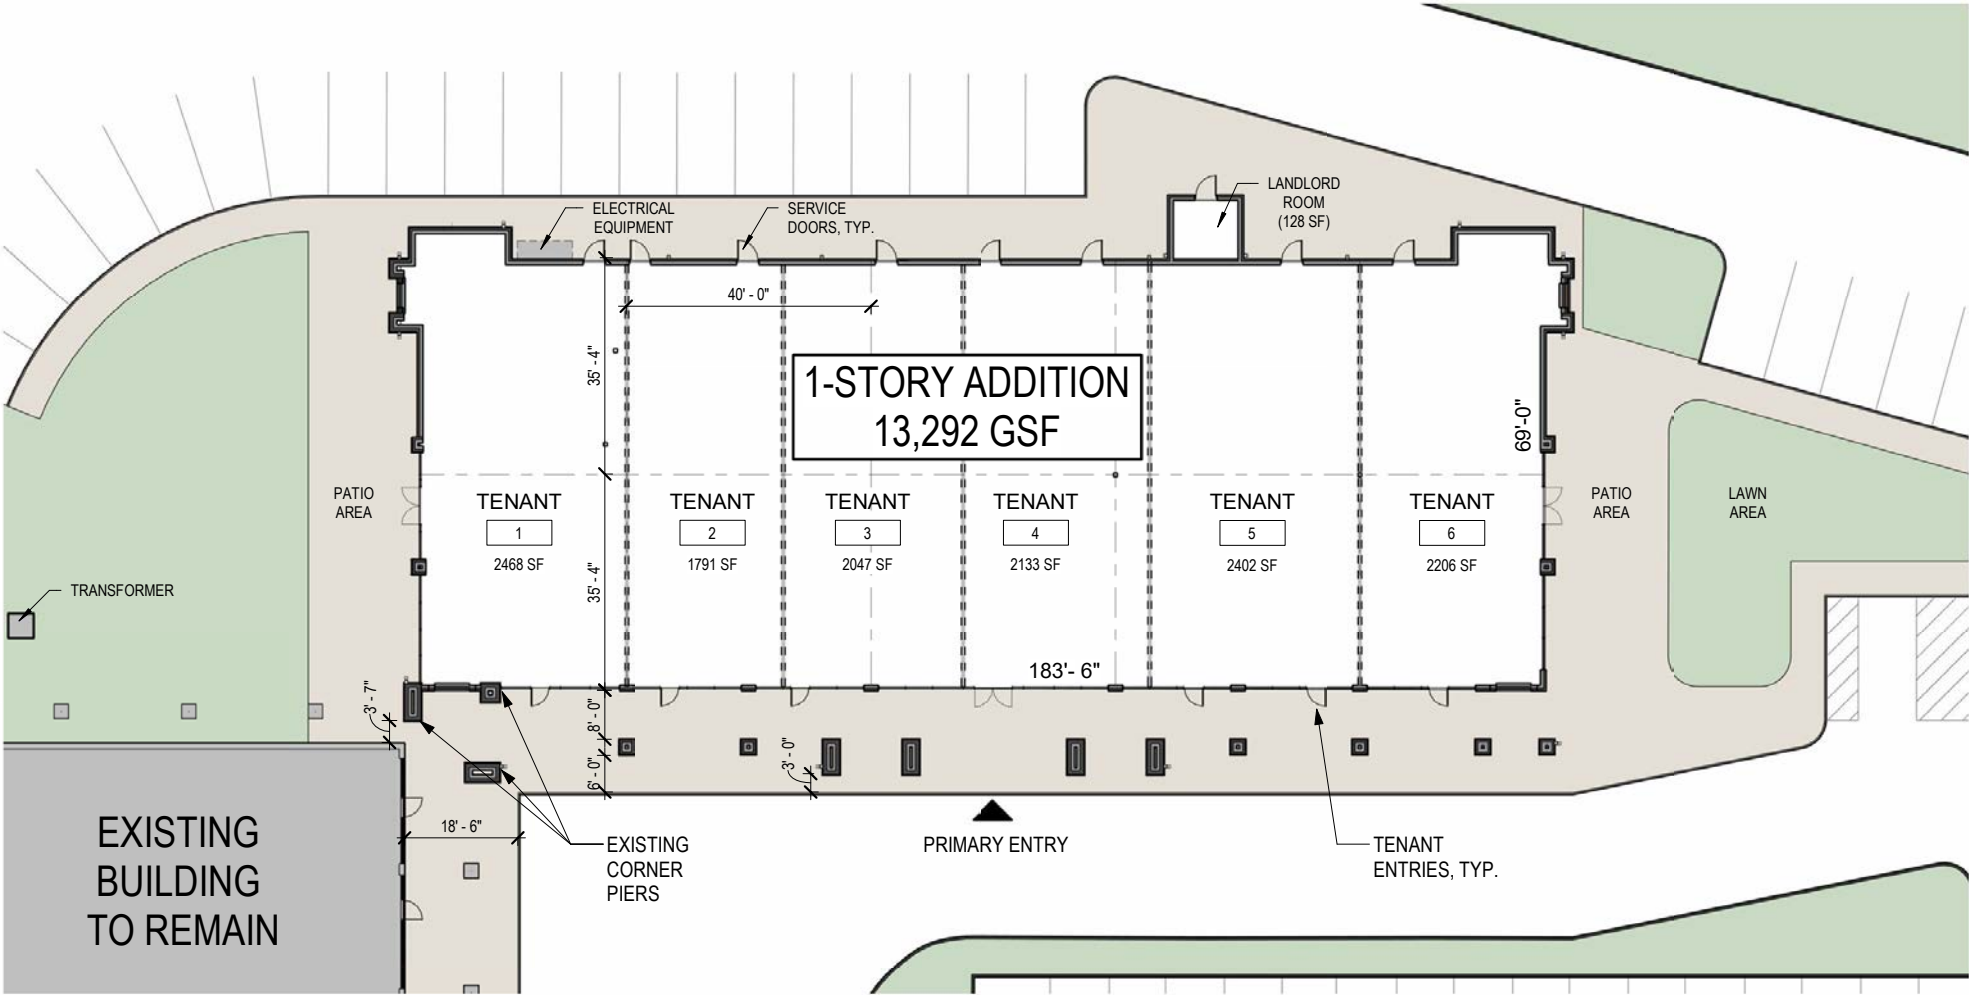 ELECTRICAL
EQUIPMENT
SERVICE
DOORS, TYP.
LANDLORD
ROOM
(128 SF)
40' - 0"
35' - 4"
1-STORY ADDITION
13,292 GSF
69'-0"
PATIO
AREA
TENANT
1
2468 SF
TENANT
2
1791 SF
TENANT
3
2047 SF
TENANT
4
2133 SF
TENANT
5
2402 SF
TENANT
6
2206 SF
PATIO
AREA
LAWN
AREA
35' - 4"
TRANSFORMER
183'- 6"
3' - 7"
8' - 0"
6' - 0"
3' - 0"
18' - 6"
EXISTING
BUILDING
TO REMAIN
EXISTING
CORNER
PIERS
PRIMARY ENTRY
TENANT
ENTRIES, TYP.